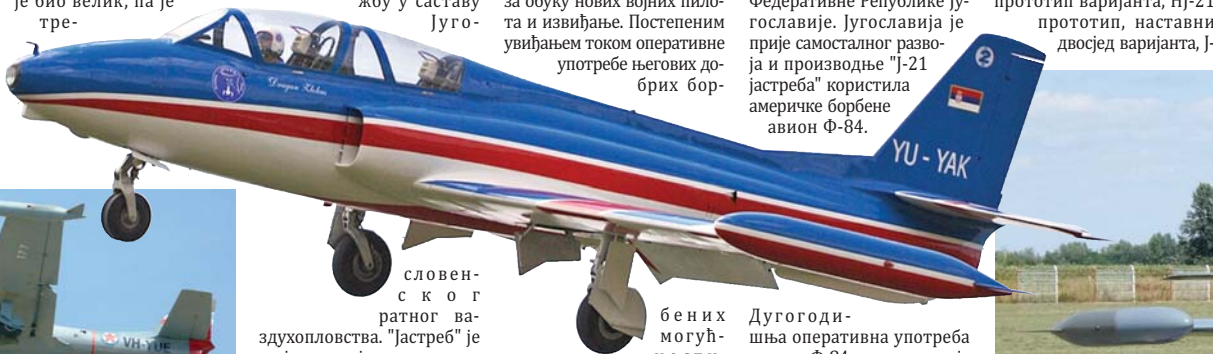 је био велик, па је
тре-
жбу у саставу
Југо-
словен-
ског
ратног ва-
здухопловства. "Јастреб" је
за обуку нових војних пило-
та и извиђање. Постепеним
увиђањем током оперативне
употребе његових до-
брих бор-
бених
могућ-
Федеративне Републике Ју-
гославије. Југославија је
прије самосталног разво-
ја и производње "Ј-21
јастреба" користила
америчке борбене
авион Ф-84.
Дугогоди-
шња оперативна употреба
Ф-84
прототип варијанта, НЈ-21
прототип, наставни
двосјед варијанта, Ј-
2
YU - YAK
VH-YUE